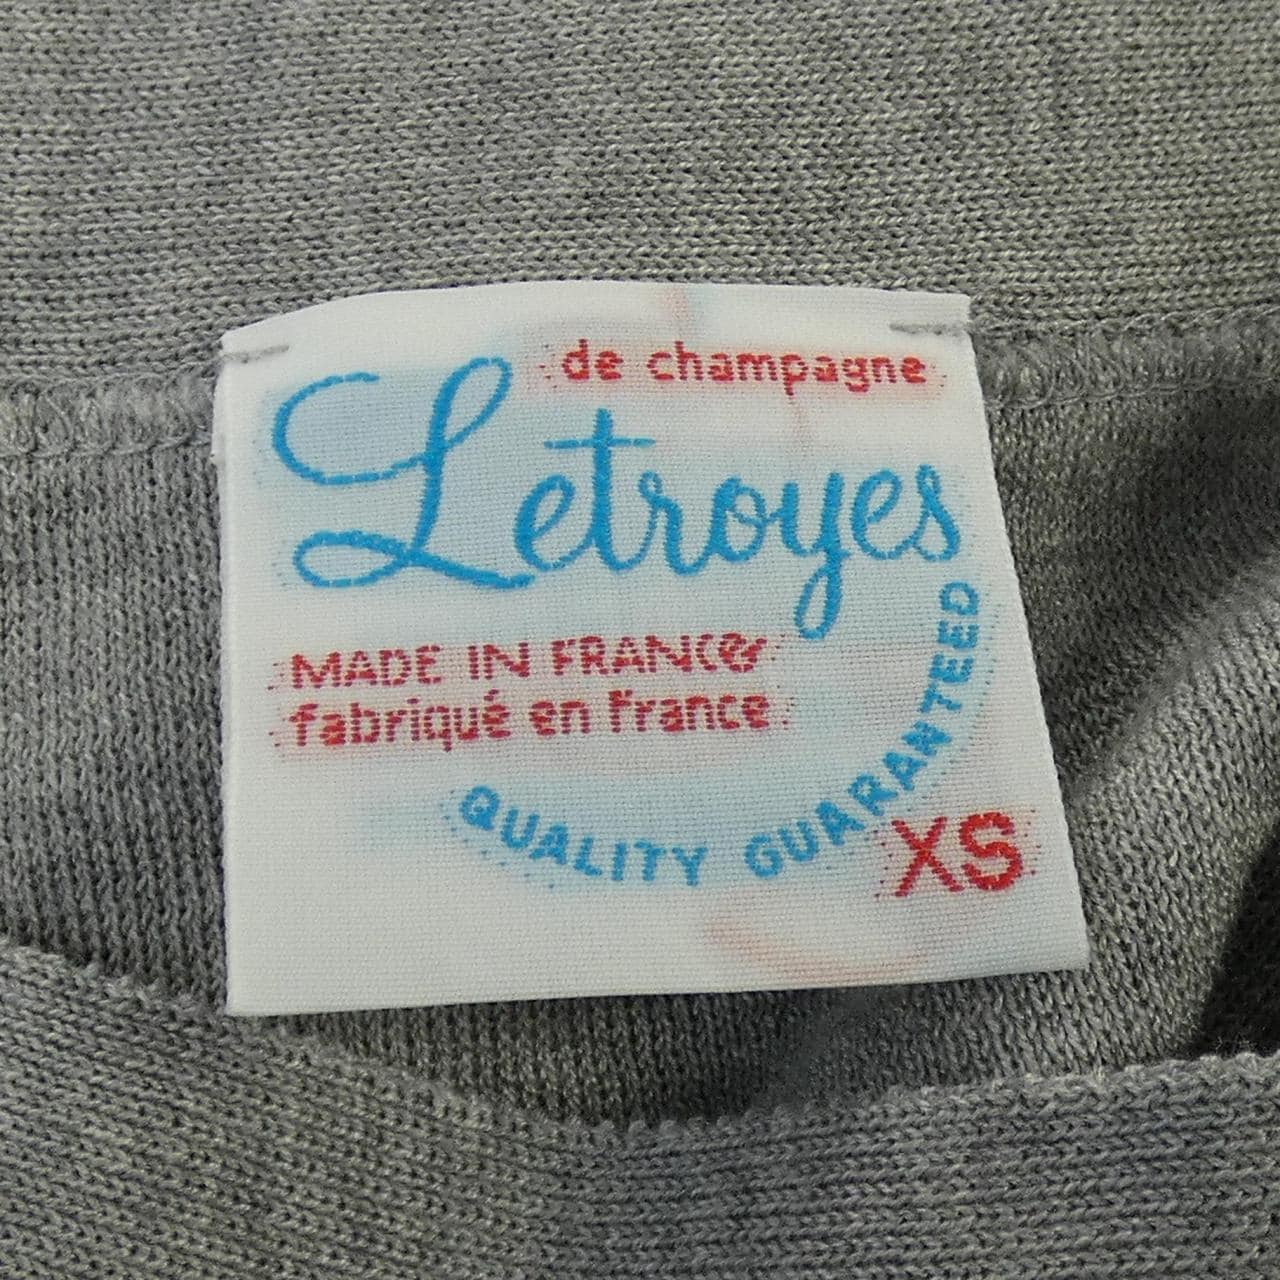 de champagne
Letroyes
MADE IN FRANCE
fabriqué en france
QUALITY GUARANTEED
XS